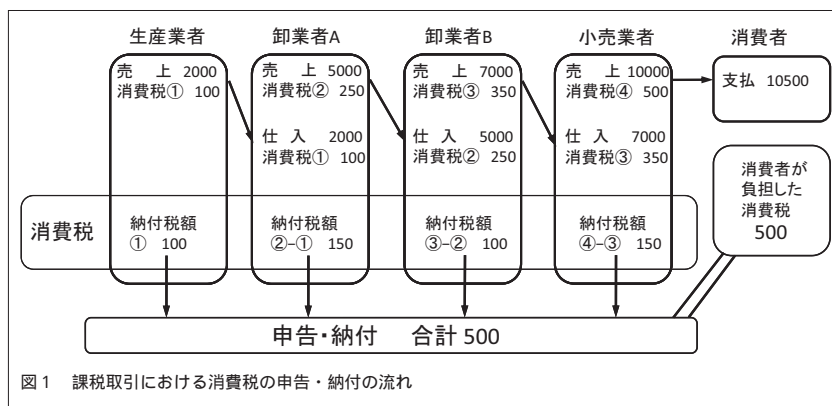 生産業者
売　上 2000
消費税① 100
納付税額
① 100
卸業者A
売　上 5000
消費税② 250
仕　入 2000
消費税① 100
納付税額
②-① 150
卸業者B
売　上 7000
消費税③ 350
仕　入 5000
消費税② 250
納付税額
③-② 100
小売業者
売　上 10000
消費税④ 500
仕　入 7000
消費税③ 350
納付税額
④-③ 150
消費者
支払 10500
消費者が
負担した
消費税
500
消費税
申告・納付　合計 500
図1　課税取引における消費税の申告・納付の流れ